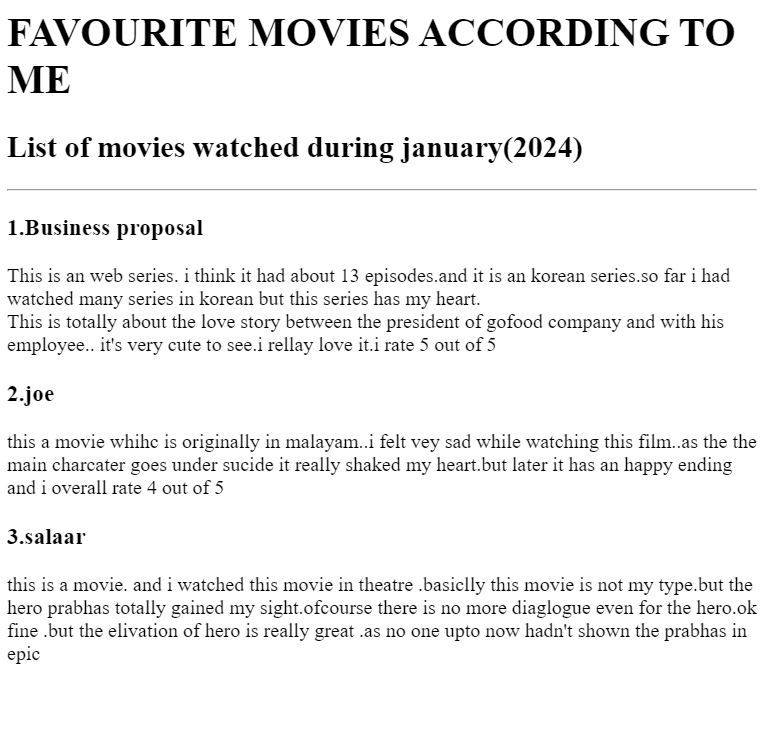 FAVOURITE MOVIES ACCORDING TO
ME
List of movies watched during january(2024)
1.Business proposal
This is an web series. i think it had about 13 episodes.and it is an korean series.so far i had
watched many series in korean but this series has my heart.
This is totally about the love story between the president of gofood company and with his
employee.. it's very cute to see.i rellay love it.i rate 5 out of 5
2.joe
this a movie whihc is originally in malayam..i felt vey sad while watching this film..as the the
main charcater goes under sucide it really shaked my heart.but later it has an happy ending
and i overall rate 4 out of 5
3.salaar
this is a movie. and i watched this movie in theatre .basiclly this movie is not my type.but the
hero prabhas totally gained my sight.ofcourse there is no more diaglogue even for the hero.ok
fine .but the elivation of hero is really great .as no one upto now hadn't shown the prabhas in
epic